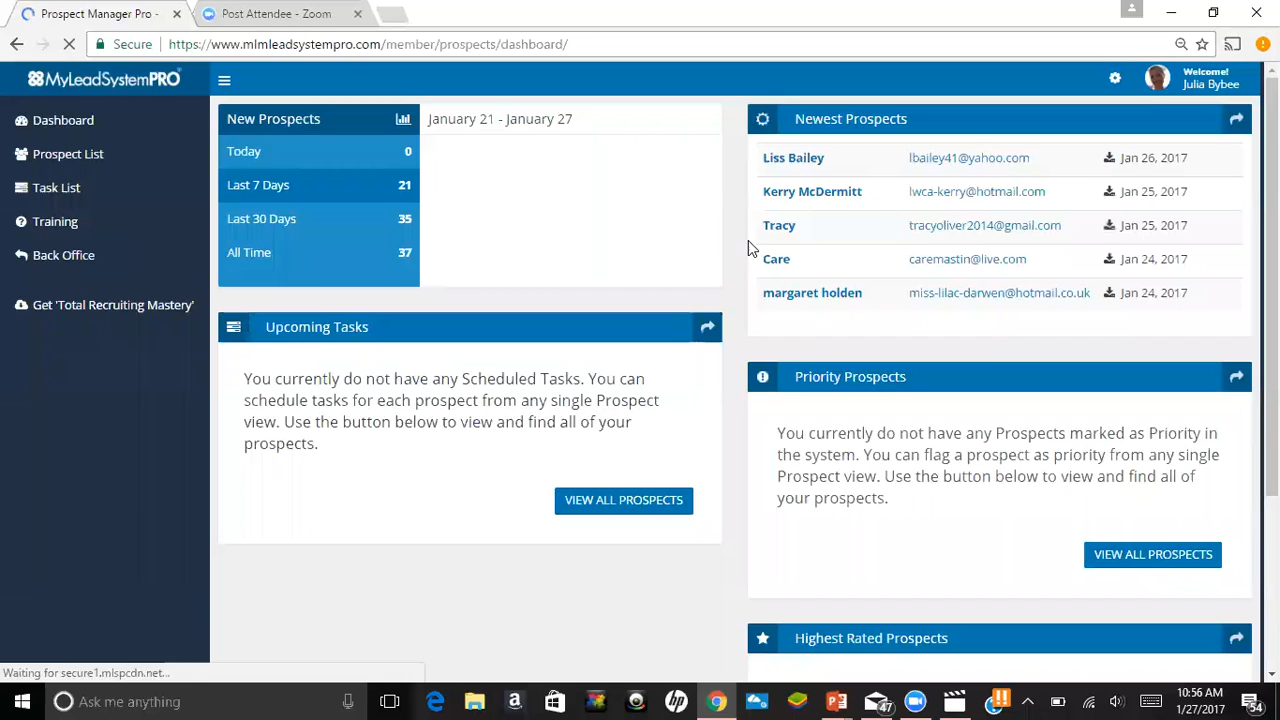 Prospect Manager Pro -
Post Attendee - Zoom
Secure
https://www.mlmleadsystempro.com/member/prospects/dashboard/
MyLeadSystemPRO
Welcome!
Julia Bybee
Dashboard
Prospect List
Task List
Training
Back Office
Get 'Total Recruiting Mastery'
New Prospects
January 21 - January 27
Today 0
Last 7 Days 21
Last 30 Days 35
All Time 37
Upcoming Tasks
You currently do not have any Scheduled Tasks. You can
schedule tasks for each prospect from any single Prospect
view. Use the button below to view and find all of your
prospects.
VIEW ALL PROSPECTS
Newest Prospects
Liss Bailey lbailey41@yahoo.com Jan 26, 2017
Kerry McDermitt lwca-kerry@hotmail.com Jan 25, 2017
Tracy tracyoliver2014@gmail.com Jan 25, 2017
Care caremastin@live.com Jan 24, 2017
margaret holden miss-lilac-darwen@hotmail.co.uk Jan 24, 2017
Priority Prospects
You currently do not have any Prospects marked as Priority in
the system. You can flag a prospect as priority from any single
Prospect view. Use the button below to view and find all of
your prospects.
VIEW ALL PROSPECTS
Highest Rated Prospects
Waiting for secure1.mlspcdn.net...
Ask me anything
47
10:56 AM
1/27/2017
54